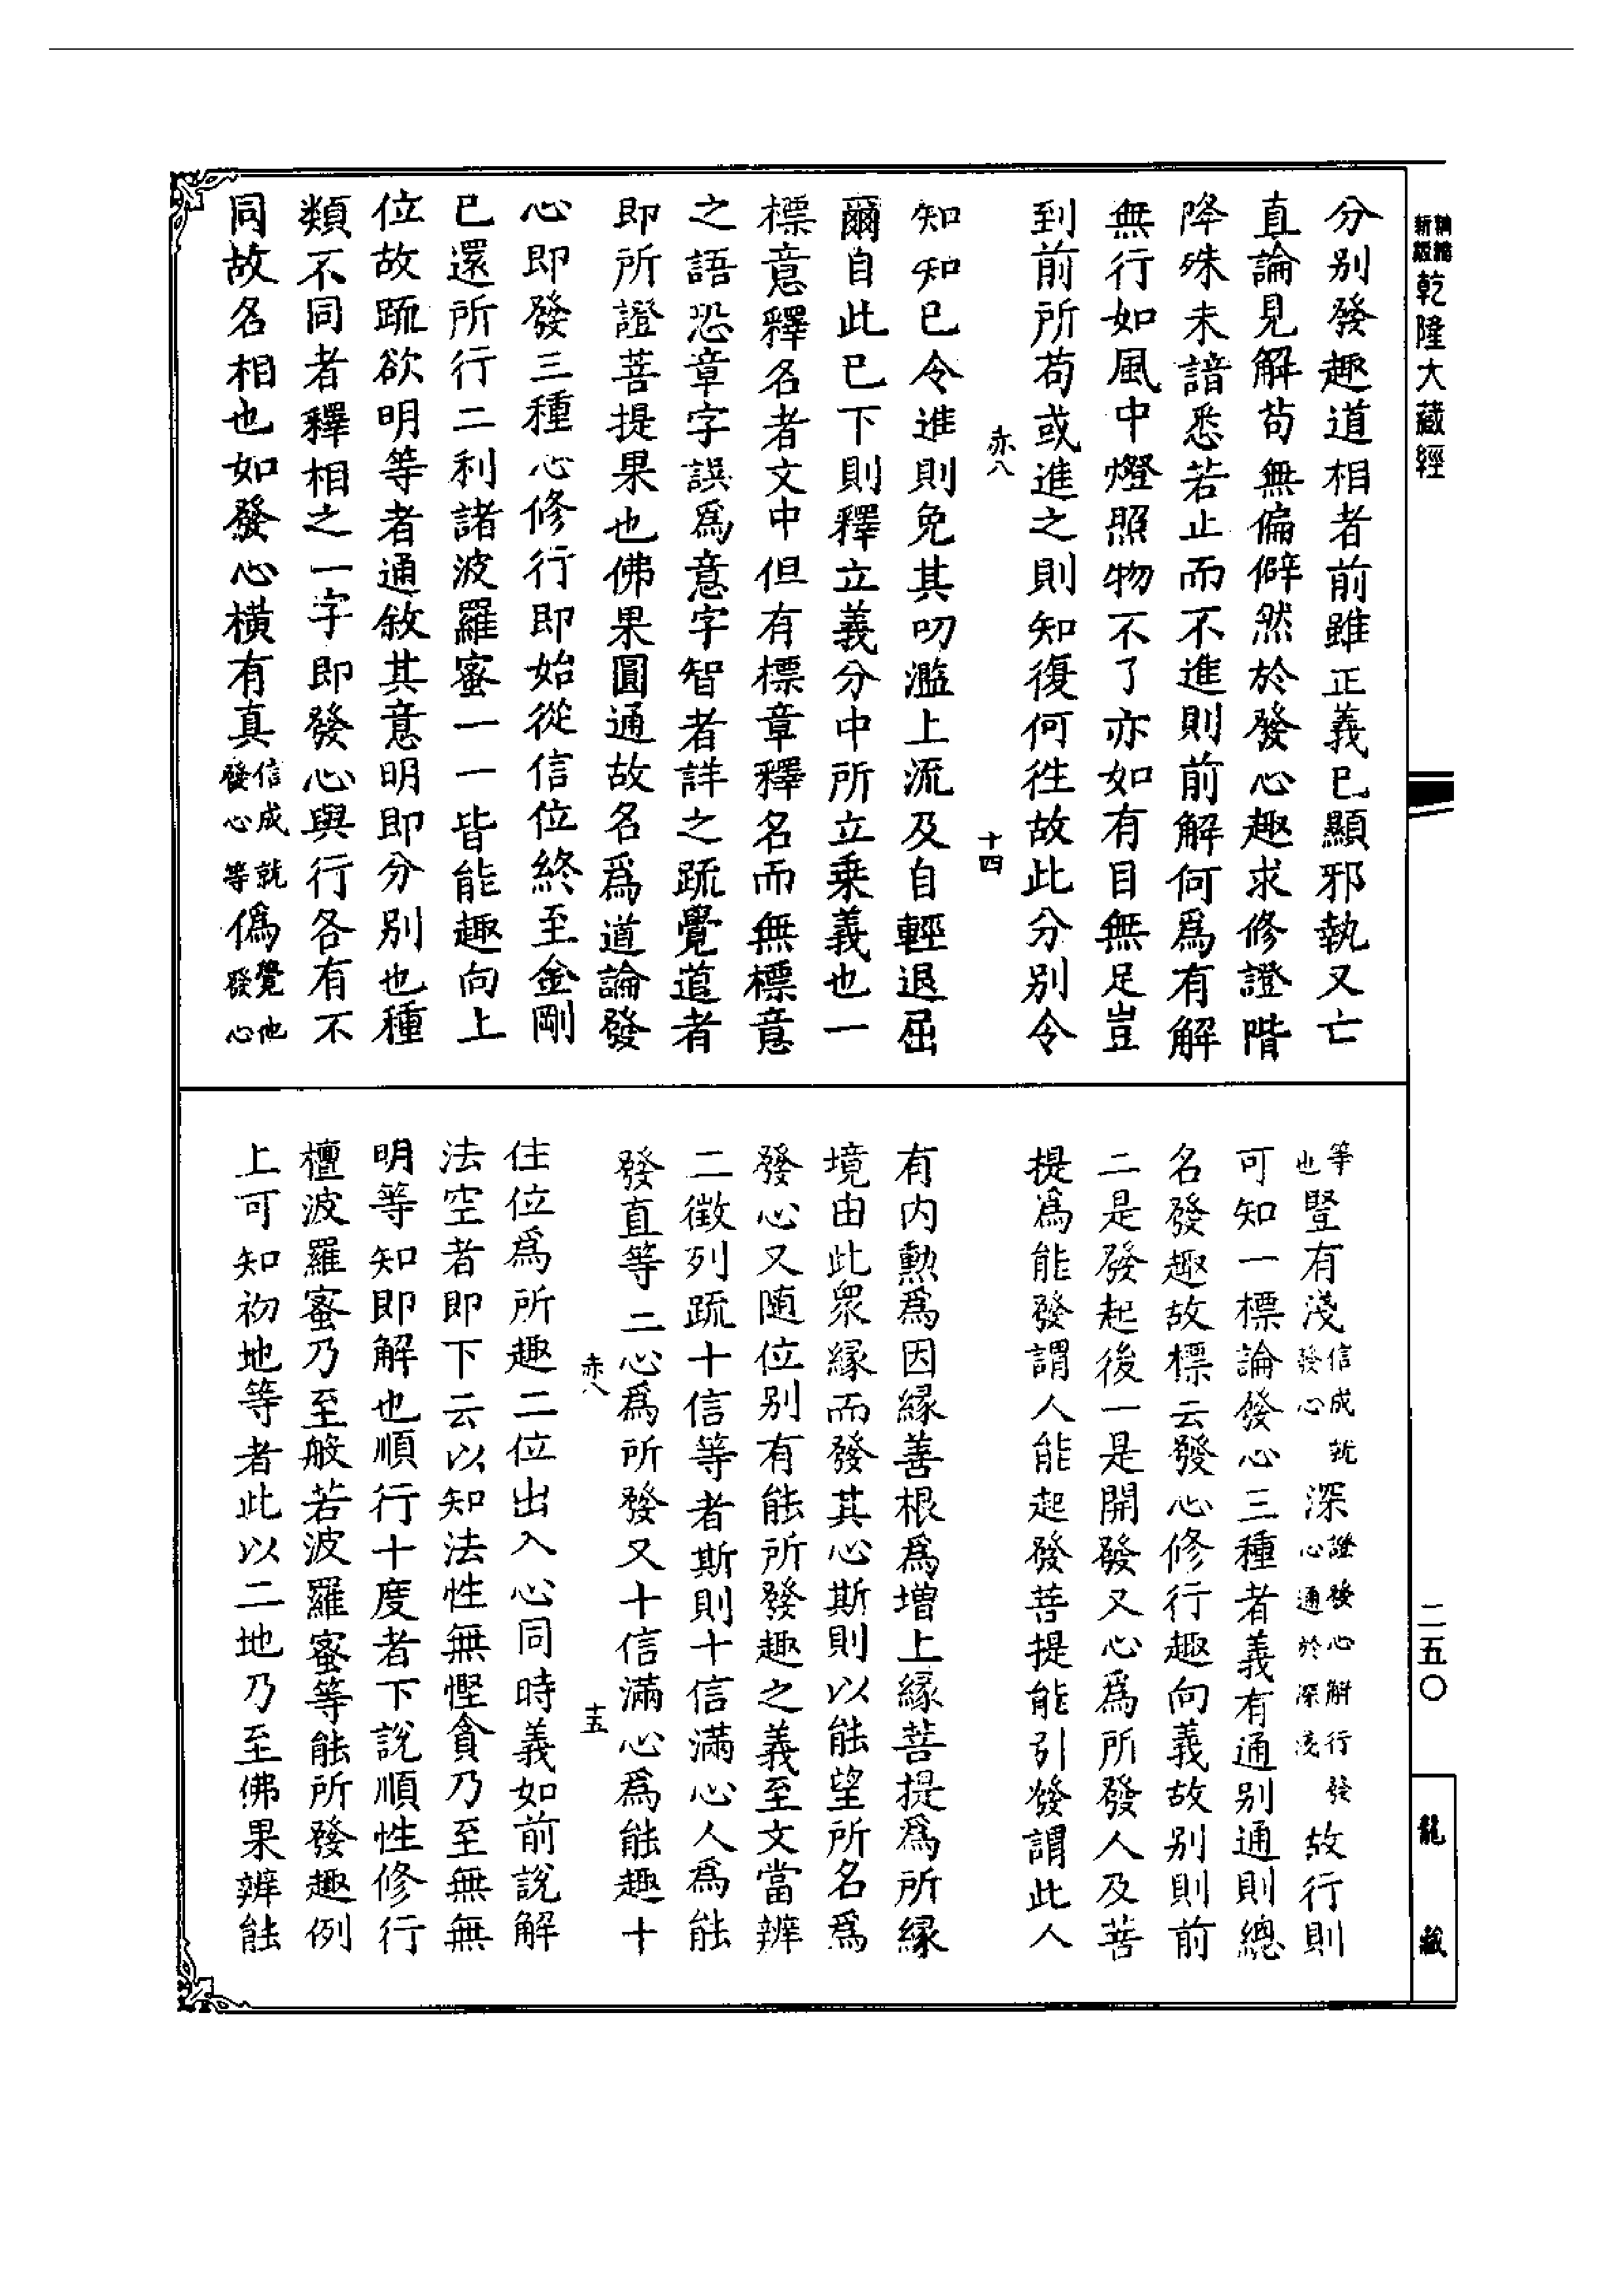 精縮
新編
乾隆大藏經
分别發趣道相者前雖正義已顯邪執又亡
直論見解茍無偏僻然於發心趣求修證階
降殊未諳悉若止而不進則前解何爲有解
無行如風中燈照物不了亦如有目無足豈
到前所茍或進之則知復何徃故此分别令
赤八
十四
知知已令進則免其叨濫上流及自輕退屈
爾自此已下則釋立義分中所立乗義也一
標意釋名者文中但有標章釋名而無標意
之語恐章字誤爲意字智者詳之䟽覺道者
即所證菩提果也佛果圓通故名爲道論發
心即發三種心修行即始從信位終至金剛
已還所行二利諸波羅蜜一一皆能趣向上
位故䟽欲明等者通敘其意明即分别也種
類不同者釋相之一字即發心與行各有不
同故名相也如發心横有真信成就發心等僞覺他發心
等也豎有淺信成就發心深證發心解行發心通於深淺故行則
可知一標論發心三種者義有通别通則總
名發趣故標云發心修行趣向義故别則前
二是發起後一是開發又心爲所發人及菩
提爲能發謂人能起發菩提能引發謂此人
有内勲爲因縁善根爲增上縁菩提爲所縁
境由此衆縁而發其心斯則以能望所名爲
發心又随位别有能所發趣之義至文當辨
二徵列䟽十信等者斯則十信滿心人爲能
發直等二心爲所發又十信滿心爲能趣十
赤八
十五
住位爲所趣二位出入心同時義如前說解
法空者即下云以知法性無慳貪乃至無無
明等知即解也順行十度者下說順性修行
檀波羅蜜乃至般若波羅蜜等能所發趣例
上可知初地等者此以二地乃至佛果辨能
二五〇
龍藏